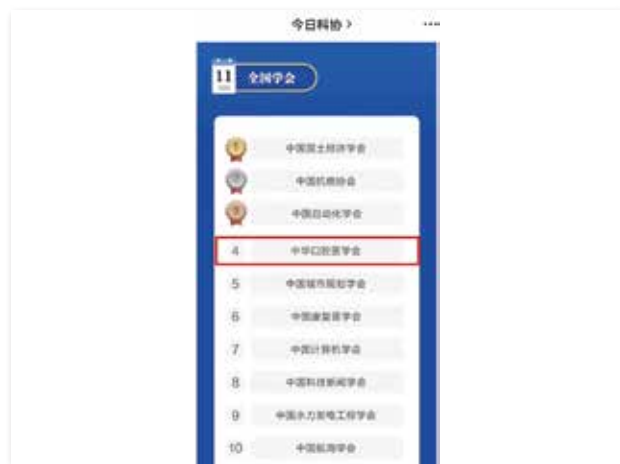 今日科协 >
11 全国学会
1 中国国土经济学会
2 中国机械协会
3 中国自动化学会
4 中华口腔医学会
5 中国城市规划学会
6 中国康复医学会
7 中国计算机学会
8 中国科技新闻学会
9 中国水力发电工程学会
10 中国航海学会